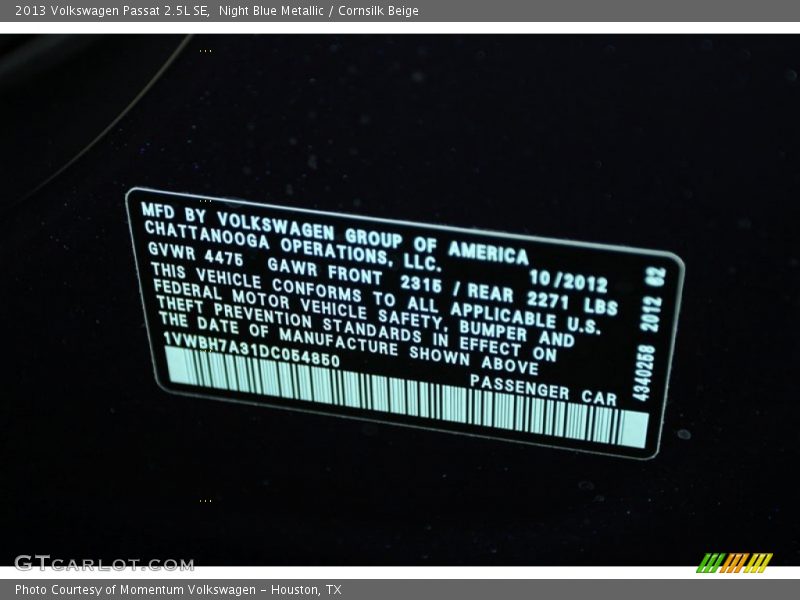 2013 Volkswagen Passat 2.5L SE, Night Blue Metallic / Cornsilk Beige
MFD BY VOLKSWAGEN GROUP OF AMERICA
CHATTANOOGA OPERATIONS, LLC.
10/2012
GVWR 4475 GAWR FRONT 2315 / REAR 2271 LBS
THIS VEHICLE CONFORMS TO ALL APPLICABLE U.S.
FEDERAL MOTOR VEHICLE SAFETY, BUMPER AND
THEFT PREVENTION STANDARDS IN EFFECT ON
THE DATE OF MANUFACTURE SHOWN ABOVE
1VWBH7A31DC054850
PASSENGER CAR
4340258 2012 62
GTCARLOT.COM
Photo Courtesy of Momentum Volkswagen - Houston, TX